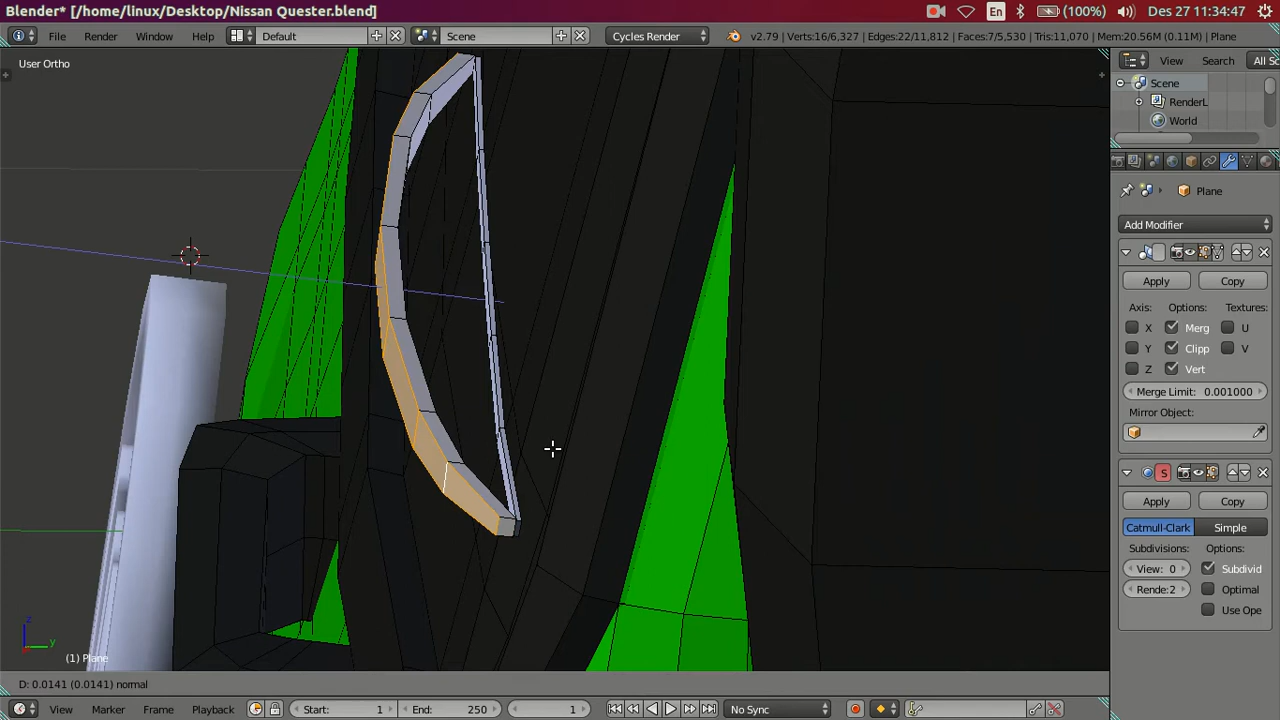 Blender* [/home/linux/Desktop/Nissan Quester.blend]
En
(100%)
Des 27 11:34:47
File
Render
Window
Help
Default
Scene
Cycles Render
v2.79 | Verts:16/6,327 | Edges:22/11,812 | Faces:7/5,530 | Tris:11,070 | Mem:20.56M (0.11M) | Plane
User Ortho
View
Search
All Sc
Scene
RenderL
World
Plane
Add Modifier
Apply
Copy
Axis:
Options:
Textures:
X
Merg
U
Y
Clipp
V
Z
Vert
Merge Limit: 0.001000
Mirror Object:
S
Apply
Copy
Catmull-Clark
Simple
Subdivisions:
Options:
View: 0
Subdivid
Rende:2
Optimal
Use Ope
z
y
(1) Plane
D: 0.0141 (0.0141) normal
View
Marker
Frame
Playback
Start: 1
End: 250
1
No Sync